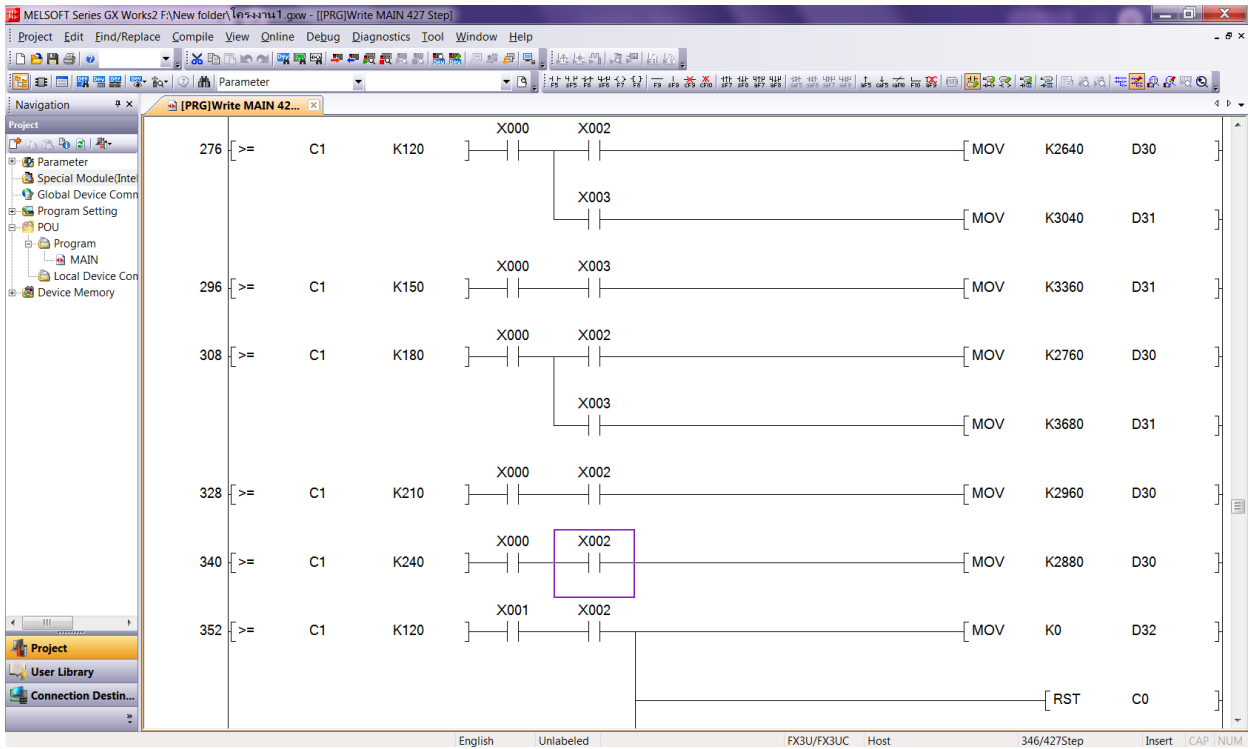 MELSOFT Series GX Works2 F:\New folder\โครงงาน1.gxw - [[PRG]Write MAIN 427 Step]
Project Edit Find/Replace Compile View Online Debug Diagnostics Tool Window Help
Parameter
Navigation
[PRG]Write MAIN 42...
Project
Parameter
Special Module(Intel
Global Device Comn
Program Setting
POU
Program
MAIN
Local Device Con
Device Memory
X000 X002
276 >= C1 K120 MOV K2640 D30
X003
MOV K3040 D31
X000 X003
296 >= C1 K150 MOV K3360 D31
X000 X002
308 >= C1 K180 MOV K2760 D30
X003
MOV K3680 D31
X000 X002
328 >= C1 K210 MOV K2960 D30
X000 X002
340 >= C1 K240 MOV K2880 D30
X001 X002
352 >= C1 K120 MOV K0 D32
RST C0
Project
User Library
Connection Destin...
English Unlabeled FX3U/FX3UC Host 346/427Step Insert CAP NUM